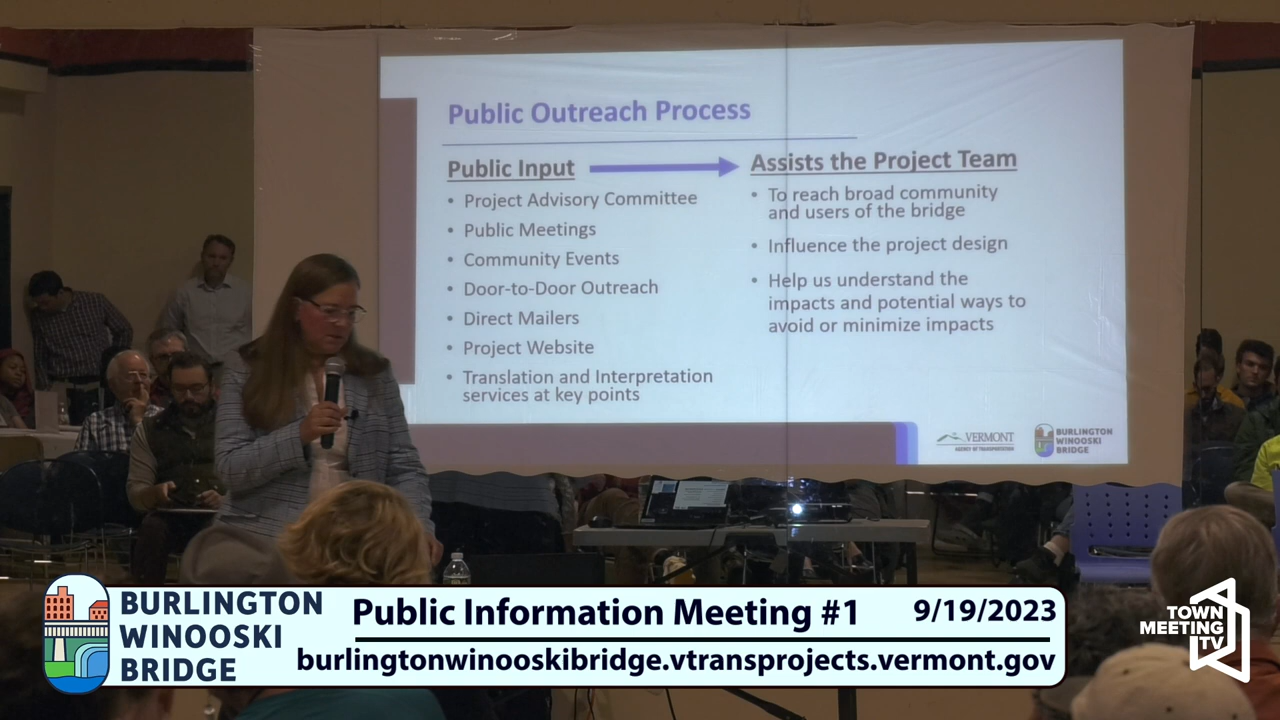 Public Outreach Process
Public Input
• Project Advisory Committee
• Public Meetings
• Community Events
• Door-to-Door Outreach
• Direct Mailers
• Project Website
• Translation and Interpretation
services at key points
Assists the Project Team
• To reach broad community
and users of the bridge
• Influence the project design
• Help us understand the
impacts and potential ways to
avoid or minimize impacts
VERMONT
AGENCY OF TRANSPORTATION
BURLINGTON
WINOOSKI
BRIDGE
BURLINGTON
WINOOSKI
BRIDGE
Public Information Meeting #1
9/19/2023
burlingtonwinooskibridge.vtransprojects.vermont.gov
TOWN
MEETING
TV